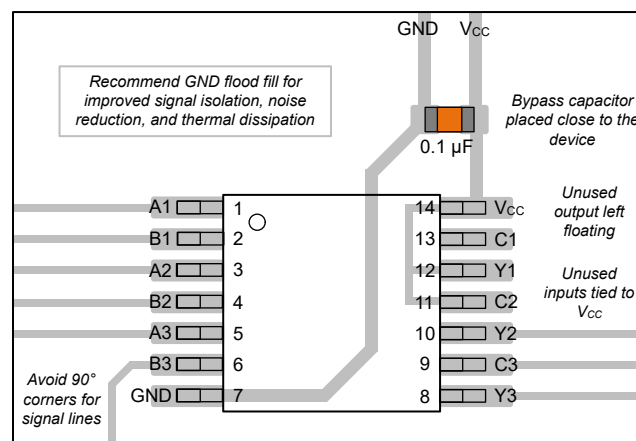 GND VCC
Recommend GND flood fill for
improved signal isolation, noise
reduction, and thermal dissipation
Bypass capacitor
placed close to the
device
0.1 µF
A1 1 14 VCC
B1 2 13 C1
A2 3 12 Y1
B2 4 11 C2
A3 5 10 Y2
B3 6 9 C3
GND 7 8 Y3
Unused
output left
floating
Unused
inputs tied to
VCC
Avoid 90°
corners for
signal lines